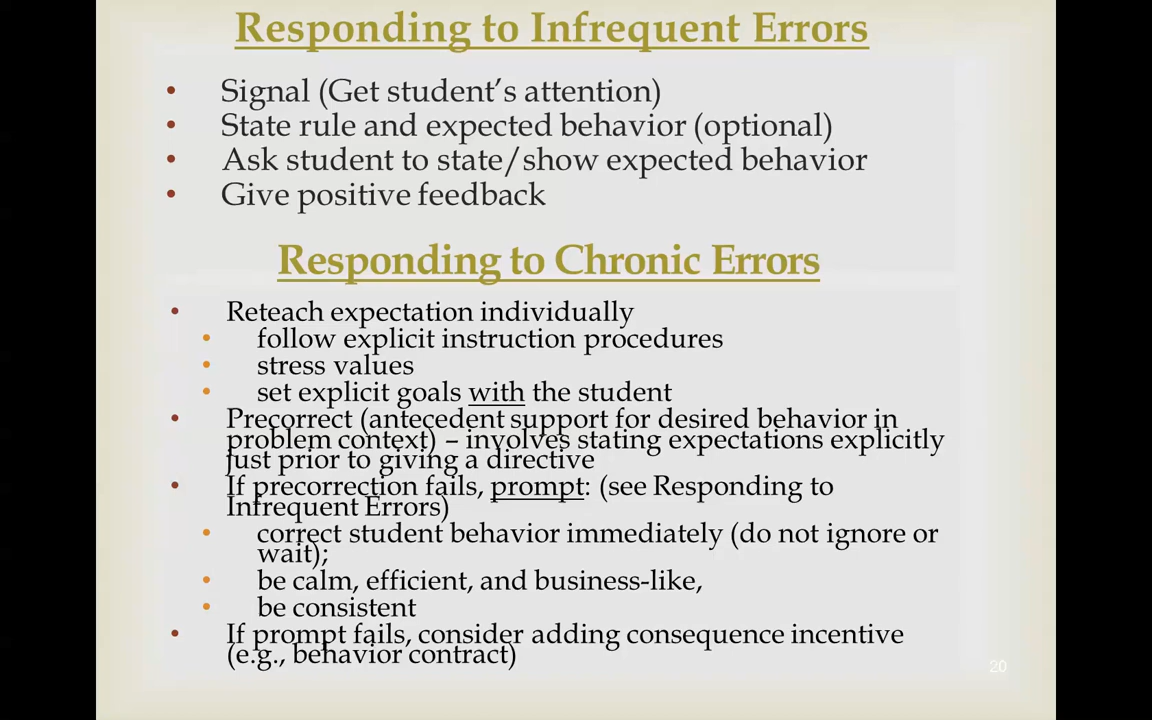 Responding to Infrequent Errors
• Signal (Get student’s attention)
• State rule and expected behavior (optional)
• Ask student to state/show expected behavior
• Give positive feedback
Responding to Chronic Errors
• Reteach expectation individually
• follow explicit instruction procedures
• stress values
• set explicit goals with the student
• Precorrect (antecedent support for desired behavior in
problem context) – involves stating expectations explicitly
just prior to giving a directive
• If precorrection fails, prompt: (see Responding to
Infrequent Errors)
• correct student behavior immediately (do not ignore or
wait);
• be calm, efficient, and business-like,
• be consistent
• If prompt fails, consider adding consequence incentive
(e.g., behavior contract)
20